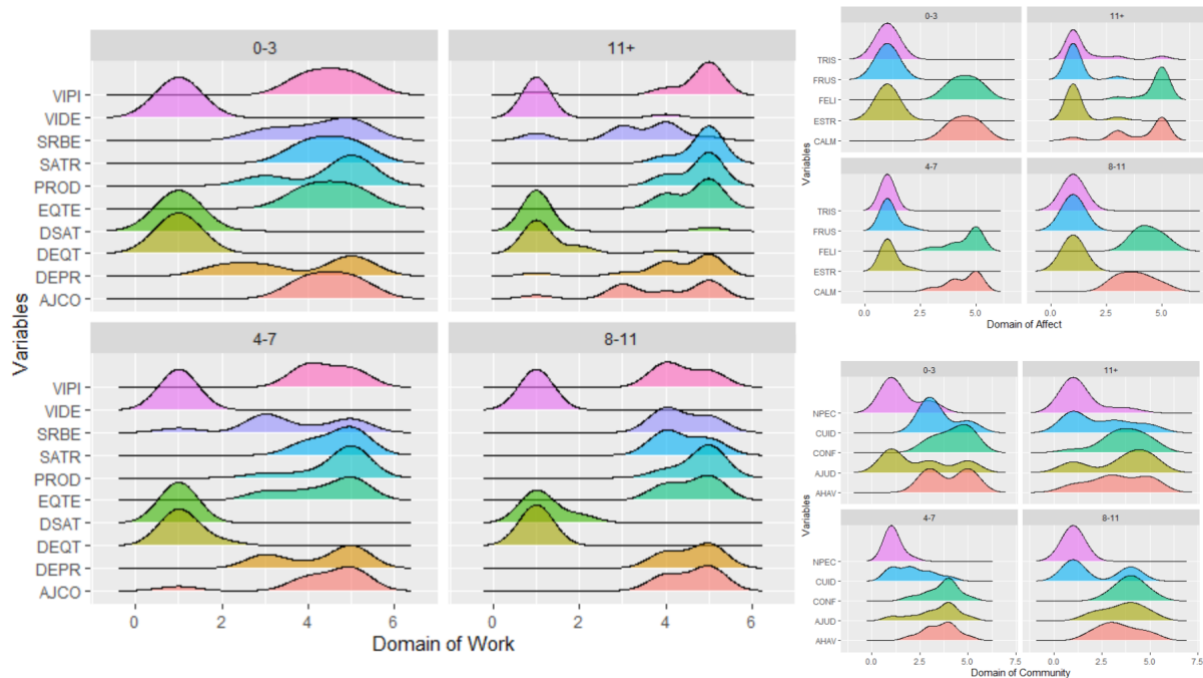 0-3
11+
VIPI
VIDE
SRBE
SATR
PROD
EQTE
DSAT
DEQT
DEPR
AJCO
4-7
8-11
VIPI
VIDE
SRBE
SATR
PROD
EQTE
DSAT
DEQT
DEPR
AJCO
0 2 4 6 0 2 4 6
Variables
Domain of Work
0-3
11+
TRIS
FRUS
FELI
ESTR
CALM
4-7
8-11
TRIS
FRUS
FELI
ESTR
CALM
0.0 2.5 5.0 0.0 2.5 5.0
Variables
Domain of Affect
0-3
11+
NPEC
CUID
CONF
AJUD
AHAV
4-7
8-11
NPEC
CUID
CONF
AJUD
AHAV
0.0 2.5 5.0 7.5 0.0 2.5 5.0 7.5
Variables
Domain of Community